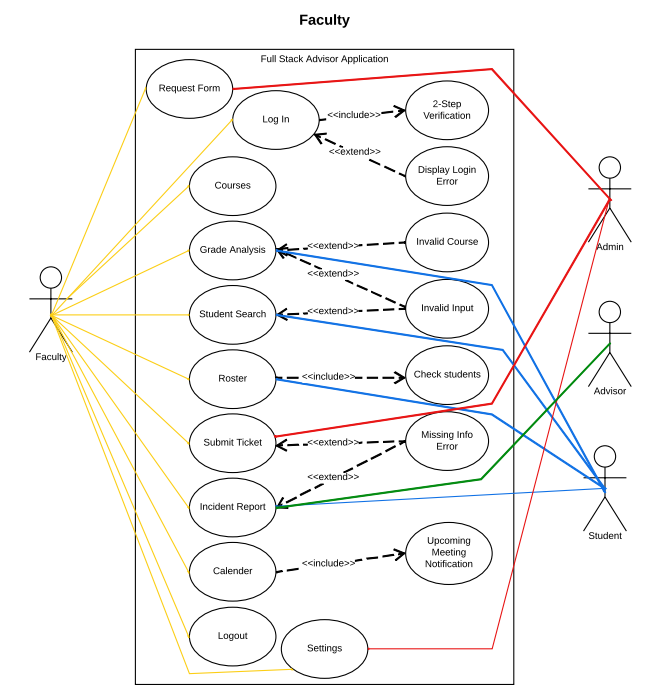 Faculty
Full Stack Advisor Application
Request Form
Log In
<<include>>
2-Step
Verification
<<extend>>
Display Login
Error
Courses
Grade Analysis
<<extend>>
Invalid Course
<<extend>>
Student Search
<<extend>>
Invalid Input
Roster
<<include>>
Check students
Submit Ticket
<<extend>>
Missing Info
Error
<<extend>>
Incident Report
Calender
<<include>>
Upcoming
Meeting
Notification
Logout
Settings
Faculty
Admin
Advisor
Student